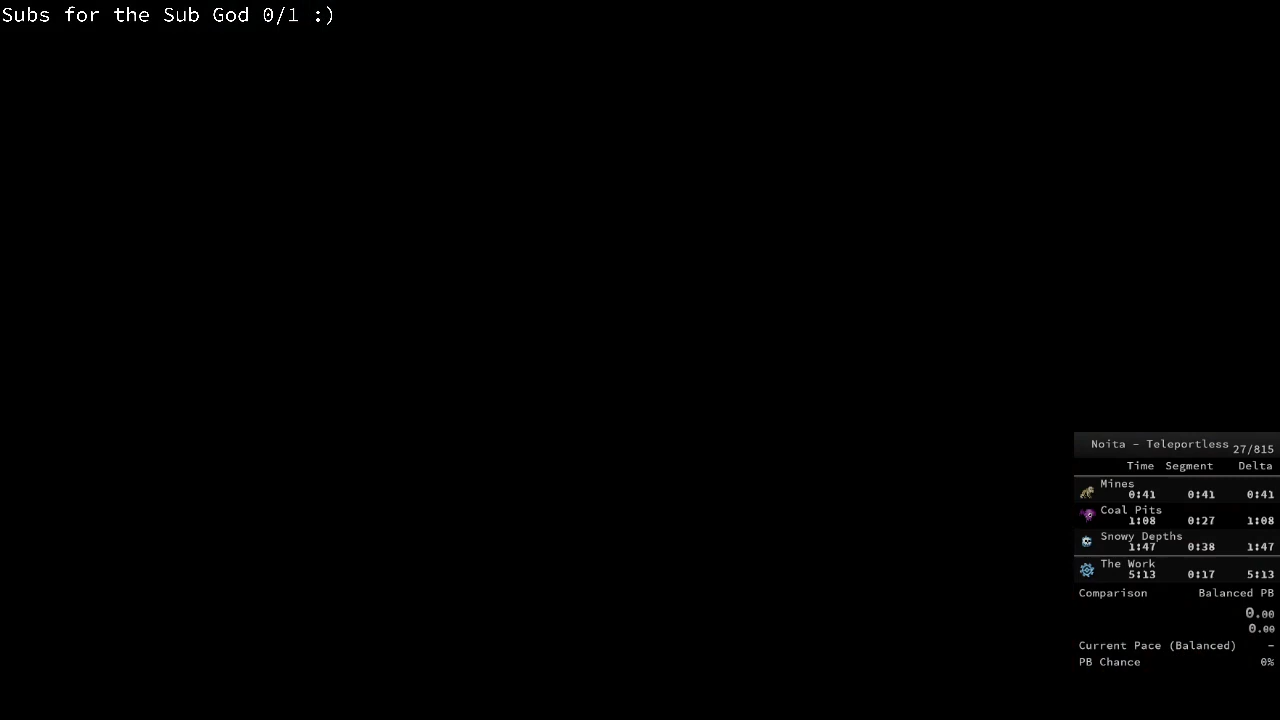 Subs for the Sub God 0/1 :)
Noita - Teleportless 27/815
Time Segment Delta
Mines
0:41 0:41 0:41
Coal Pits
1:08 0:27 1:08
Snowy Depths
1:47 0:38 1:47
The Work
5:13 0:17 5:13
Comparison Balanced PB
0.00
0.00
Current Pace (Balanced) -
PB Chance 0%